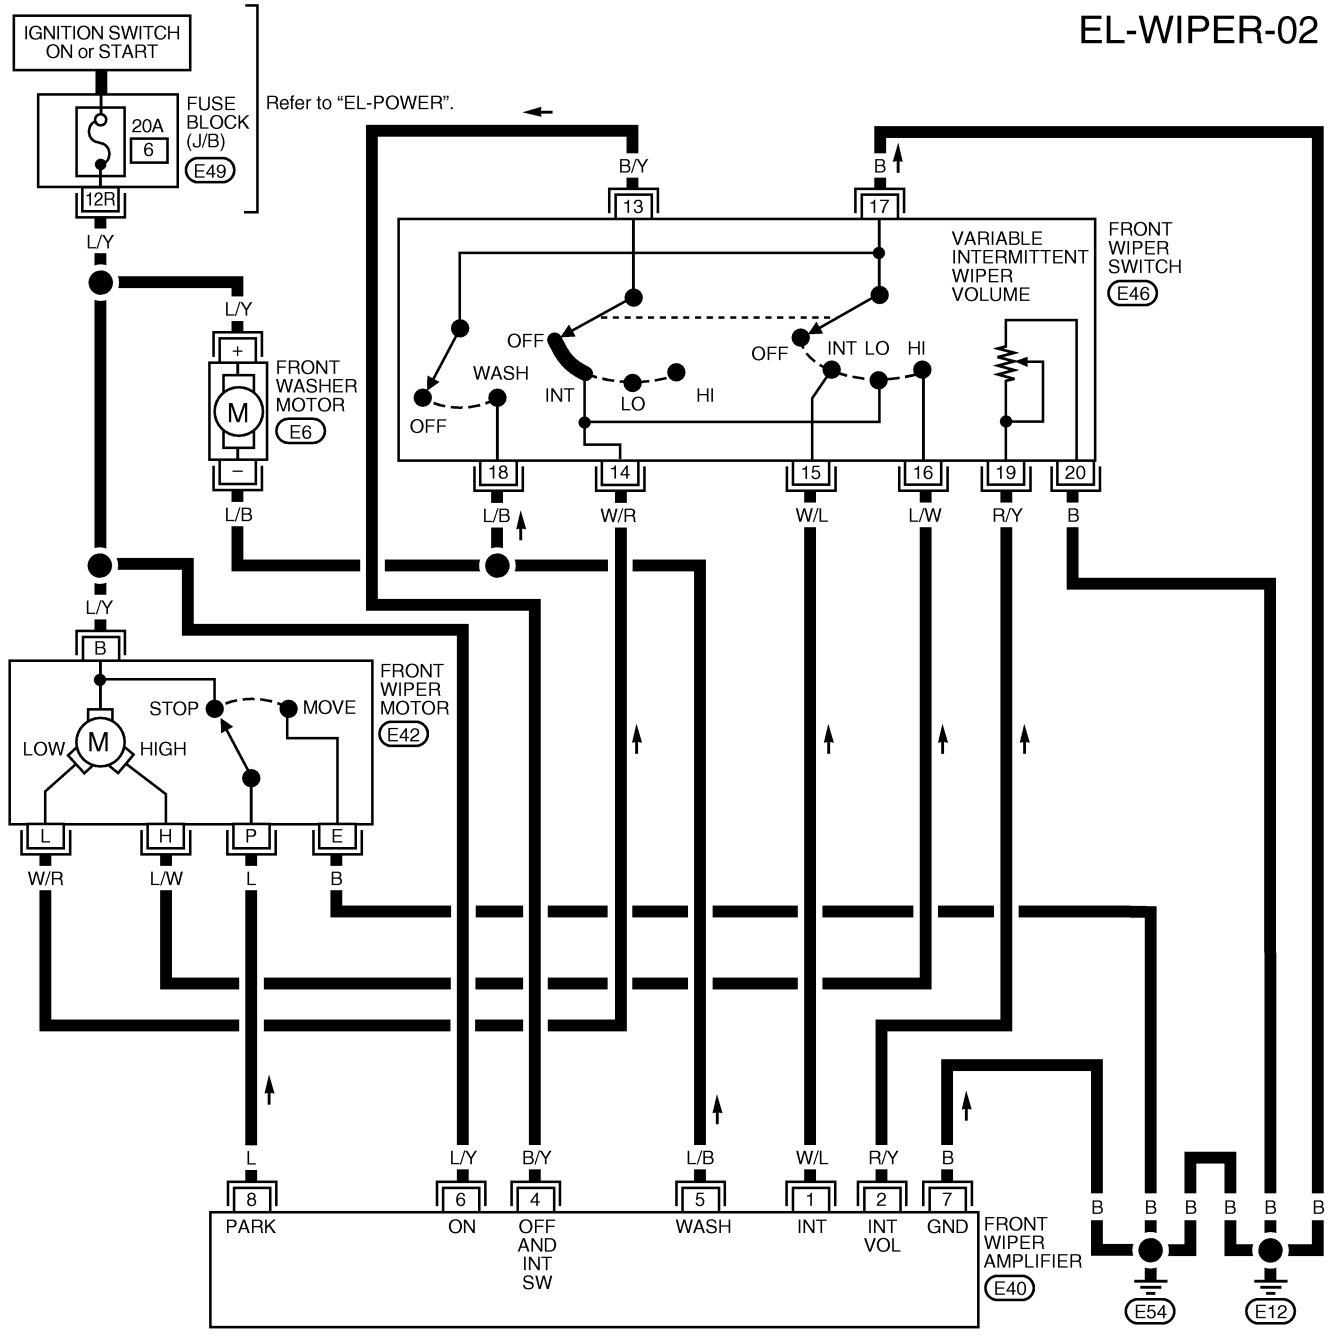 EL-WIPER-02
IGNITION SWITCH
ON or START
FUSE
BLOCK
(J/B)
E49
20A
6
12R
Refer to “EL-POWER”.
L/Y
L/Y
+
M
–
FRONT
WASHER
MOTOR
E6
L/B
B/Y
13
B
17
VARIABLE
INTERMITTENT
WIPER
VOLUME
FRONT
WIPER
SWITCH
E46
OFF
WASH
OFF
INT
LO
HI
OFF
INT
LO
HI
18
14
15
16
19
20
L/B
W/R
W/L
L/W
R/Y
B
L/Y
B
STOP
MOVE
LOW
M
HIGH
FRONT
WIPER
MOTOR
E42
L
H
P
E
W/R
L/W
L
B
L
L/Y
B/Y
L/B
W/L
R/Y
B
8
6
4
5
1
2
7
PARK
ON
OFF
AND
INT
SW
WASH
INT
INT
VOL
GND
FRONT
WIPER
AMPLIFIER
E40
B
B
B
B
B
B
E54
E12